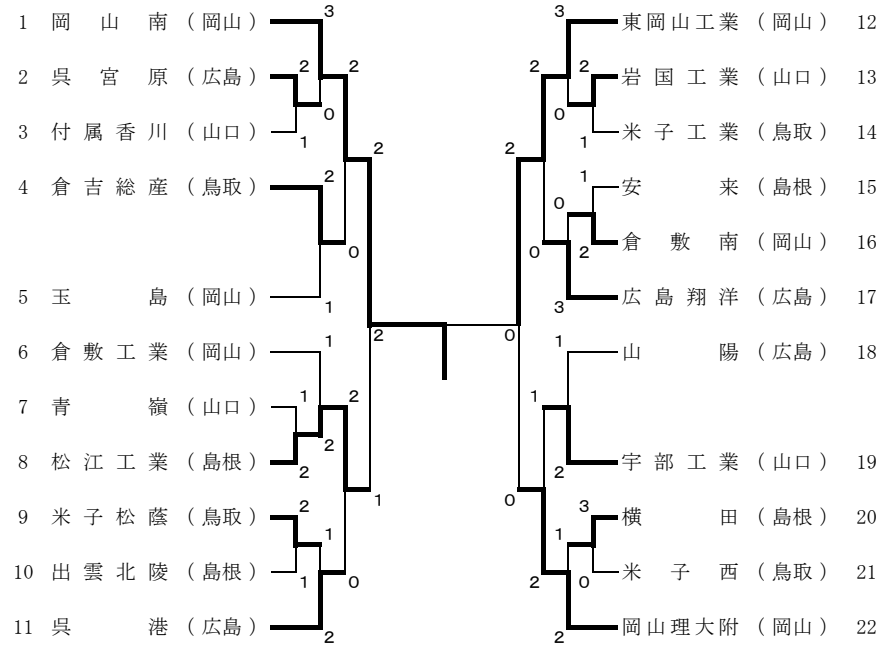 1 岡山南 (岡山)
2 呉宮原 (広島)
3 付属香川 (山口)
4 倉吉総産 (鳥取)
5 玉島 (岡山)
6 倉敷工業 (岡山)
7 青嶺 (山口)
8 松江工業 (島根)
9 米子松蔭 (鳥取)
10 出雲北陵 (島根)
11 呉港 (広島)
3
2 2
0
1
2
2
0
1
2
1
1 2
2
2
1
2
1
1 0
2
3
2 2
0
1
2
1
0
0 2
3
0
1
1
2
0
3
1
2 0
2
東岡山工業 (岡山) 12
岩国工業 (山口) 13
米子工業 (鳥取) 14
安来 (島根) 15
倉敷南 (岡山) 16
広島翔洋 (広島) 17
山陽 (広島) 18
宇部工業 (山口) 19
横田 (島根) 20
米子西 (鳥取) 21
岡山理大附 (岡山) 22